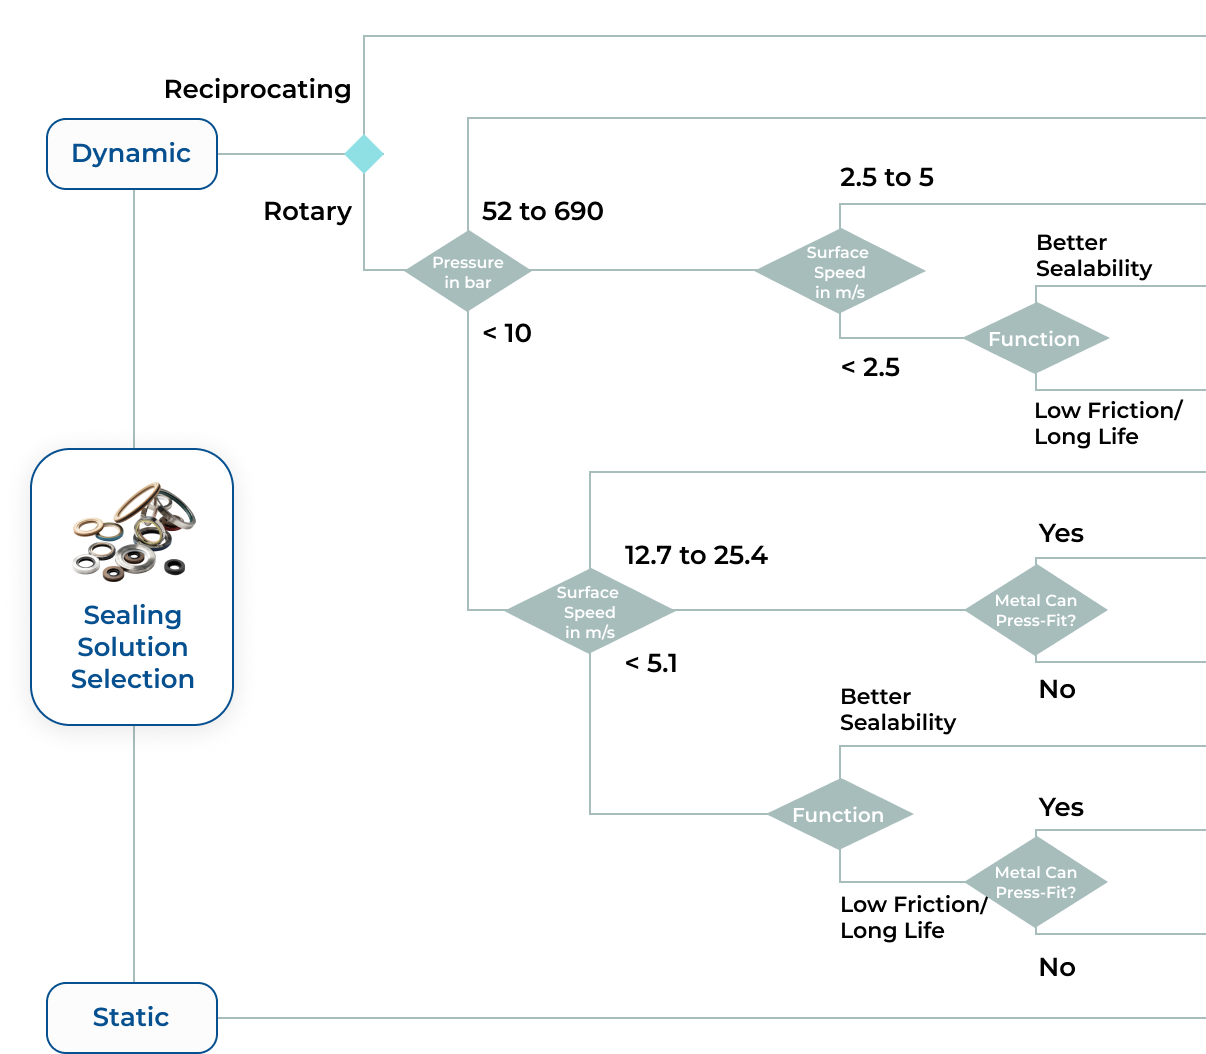 Reciprocating
Dynamic
2.5 to 5
Rotary
52 to 690
Better
Sealability
Pressure
in bar
Surface
Speed
in m/s
< 10
Function
< 2.5
Low Friction/
Long Life
12.7 to 25.4
Yes
Surface
Speed
in m/s
Metal Can
Press-Fit?
Sealing
Solution
Selection
< 5.1
No
Better
Sealability
Yes
Function
Metal Can
Press-Fit?
Low Friction/
Long Life
No
Static